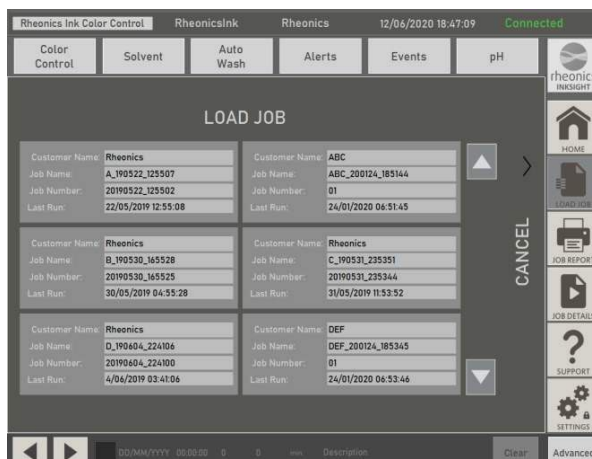 Rheonics Ink Color Control RheonicsInk Rheonics 12/06/2020 18:47:09 Connected
Color Control Solvent Auto Wash Alerts Events pH
rheonics
INKSIGHT
LOAD JOB
Customer Name: Rheonics
Job Name: A_190522_125507
Job Number: 20190522_125502
Last Run: 22/05/2019 12:55:08
Customer Name: ABC
Job Name: ABC_200124_185144
Job Number: 01
Last Run: 24/01/2020 06:51:45
Customer Name: Rheonics
Job Name: B_190530_165528
Job Number: 20190530_165525
Last Run: 30/05/2019 04:55:28
Customer Name: Rheonics
Job Name: C_190531_235351
Job Number: 20190531_235344
Last Run: 31/05/2019 11:53:52
Customer Name: Rheonics
Job Name: D_190604_224106
Job Number: 20190604_224100
Last Run: 4/06/2019 03:41:06
Customer Name: DEF
Job Name: DEF_200124_185345
Job Number: 01
Last Run: 24/01/2020 06:53:46
CANCEL
HOME
LOAD JOB
JOB REPORT
JOB DETAILS
SUPPORT
SETTINGS
DD/MM/YYYY 00:00:00 0 0 min Description Clear Advanced